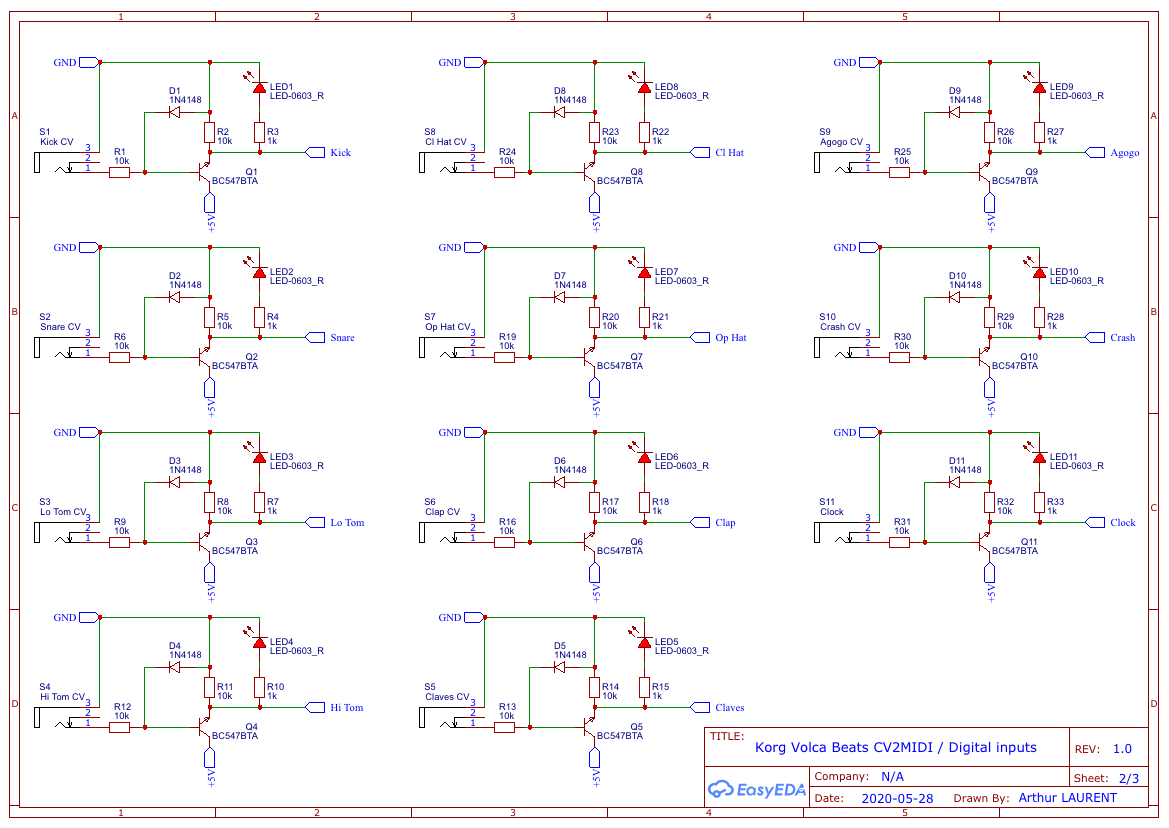 1 2 3 4 5
A A
B B
C C
D D
GND
D1
1N4148
LED1
LED-0603_R
S1
Kick CV
3
2
1
R1
10k
R2
10k
R3
1k
Kick
Q1
BC547BTA
+5V
GND
D8
1N4148
LED8
LED-0603_R
S8
Cl Hat CV
3
2
1
R24
10k
R23
10k
R22
1k
Cl Hat
Q8
BC547BTA
+5V
GND
D9
1N4148
LED9
LED-0603_R
S9
Agogo CV
3
2
1
R25
10k
R26
10k
R27
1k
Agogo
Q9
BC547BTA
+5V
GND
D2
1N4148
LED2
LED-0603_R
S2
Snare CV
3
2
1
R6
10k
R5
10k
R4
1k
Snare
Q2
BC547BTA
+5V
GND
D7
1N4148
LED7
LED-0603_R
S7
Op Hat CV
3
2
1
R19
10k
R20
10k
R21
1k
Op Hat
Q7
BC547BTA
+5V
GND
D10
1N4148
LED10
LED-0603_R
S10
Crash CV
3
2
1
R30
10k
R29
10k
R28
1k
Crash
Q10
BC547BTA
+5V
GND
D3
1N4148
LED3
LED-0603_R
S3
Lo Tom CV
3
2
1
R9
10k
R8
10k
R7
1k
Lo Tom
Q3
BC547BTA
+5V
GND
D6
1N4148
LED6
LED-0603_R
S6
Clap CV
3
2
1
R16
10k
R17
10k
R18
1k
Clap
Q6
BC547BTA
+5V
GND
D11
1N4148
LED11
LED-0603_R
S11
Clock
3
2
1
R31
10k
R32
10k
R33
1k
Clock
Q11
BC547BTA
+5V
GND
D4
1N4148
LED4
LED-0603_R
S4
Hi Tom CV
3
2
1
R12
10k
R11
10k
R10
1k
Hi Tom
Q4
BC547BTA
+5V
GND
D5
1N4148
LED5
LED-0603_R
S5
Claves CV
3
2
1
R13
10k
R14
10k
R15
1k
Claves
Q5
BC547BTA
+5V
TITLE:
Korg Volca Beats CV2MIDI / Digital inputs
REV: 1.0
EasyEDA
Company: N/A
Sheet: 2/3
Date: 2020-05-28 Drawn By: Arthur LAURENT
1 2 3 4 5